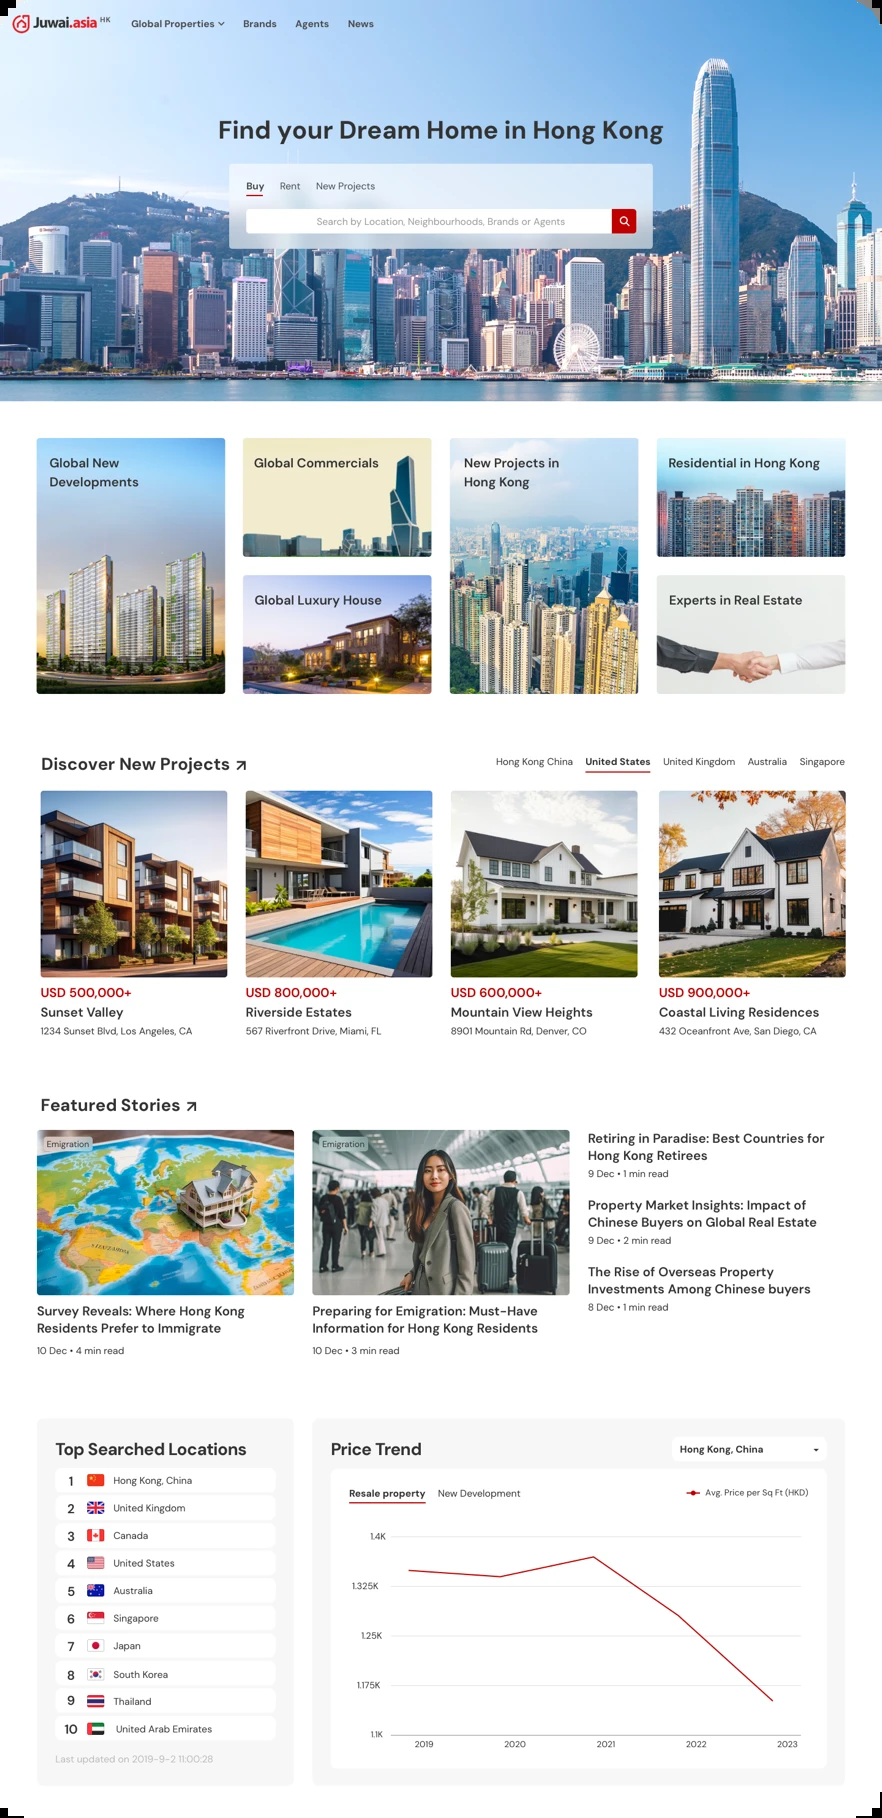 Juwai.asia HK
Global Properties
Brands
Agents
News
Find your Dream Home in Hong Kong
Buy
Rent
New Projects
Search by Location, Neighbourhoods, Brands or Agents
Global New
Developments
Global Commercials
Global Luxury House
New Projects in
Hong Kong
Residential in Hong Kong
Experts in Real Estate
Discover New Projects
Hong Kong China
United States
United Kingdom
Australia
Singapore
USD 500,000+
Sunset Valley
1234 Sunset Blvd, Los Angeles, CA
USD 800,000+
Riverside Estates
567 Riverfront Drive, Miami, FL
USD 600,000+
Mountain View Heights
8901 Mountain Rd, Denver, CO
USD 900,000+
Coastal Living Residences
432 Oceanfront Ave, San Diego, CA
Featured Stories
Emigration
Survey Reveals: Where Hong Kong
Residents Prefer to Immigrate
10 Dec • 4 min read
Emigration
Preparing for Emigration: Must-Have
Information for Hong Kong Residents
10 Dec • 3 min read
Retiring in Paradise: Best Countries for
Hong Kong Retirees
9 Dec • 1 min read
Property Market Insights: Impact of
Chinese Buyers on Global Real Estate
9 Dec • 2 min read
The Rise of Overseas Property
Investments Among Chinese buyers
8 Dec • 1 min read
Top Searched Locations
1 Hong Kong, China
2 United Kingdom
3 Canada
4 United States
5 Australia
6 Singapore
7 Japan
8 South Korea
9 Thailand
10 United Arab Emirates
Last updated on 2019-9-2 11:00:28
Price Trend
Hong Kong, China
Resale property
New Development
Avg. Price per Sq Ft (HKD)
1.4K
1.325K
1.25K
1.175K
1.1K
2019
2020
2021
2022
2023